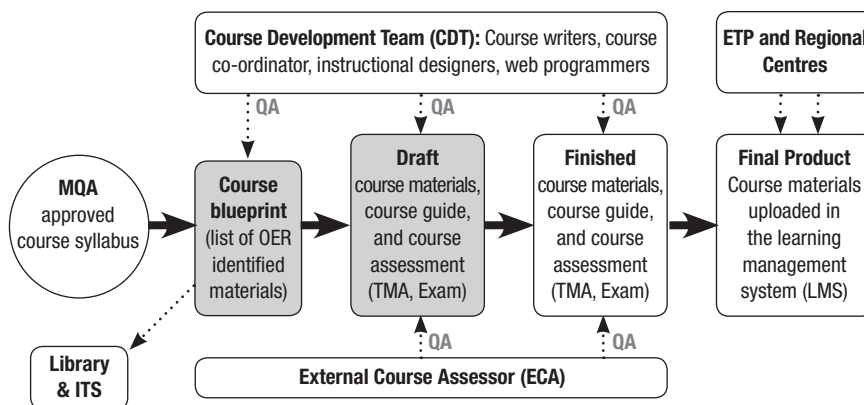 Course Development Team (CDT): Course writers, course
co-ordinator, instructional designers, web programmers
ETP and Regional
Centres
QA
QA
QA
MQA
approved
course syllabus
Course
blueprint
(list of OER
identified
materials)
Draft
course materials,
course guide,
and course
assessment
(TMA, Exam)
Finished
course materials,
course guide,
and course
assessment
(TMA, Exam)
Final Product
Course materials
uploaded in
the learning
management
system (LMS)
QA
QA
Library
& ITS
External Course Assessor (ECA)